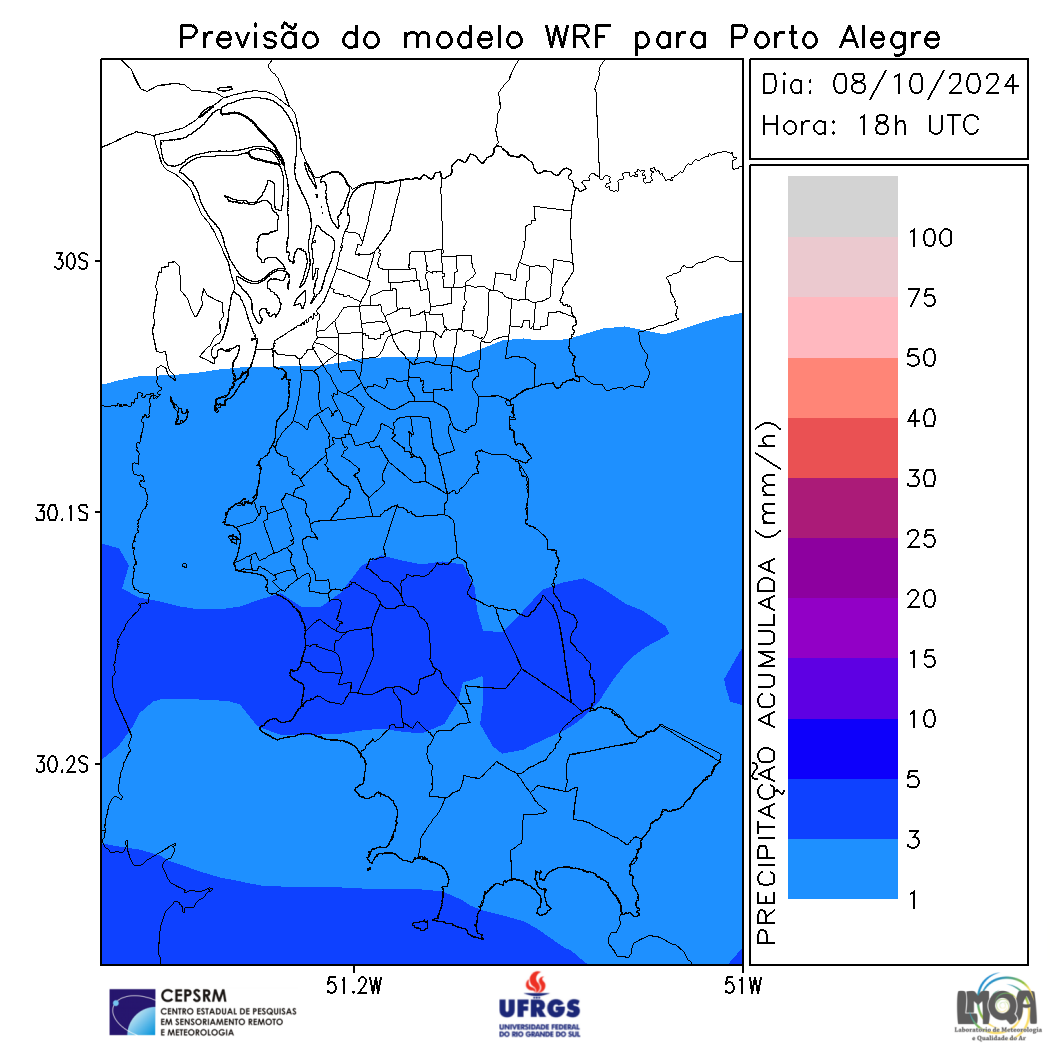 Previsão do modelo WRF para Porto Alegre
Dia: 08/10/2024
Hora: 18h UTC
30S
30.1S
30.2S
51.2W
51W
PRECIPITAÇÃO ACUMULADA (mm/h)
100
75
50
40
30
25
20
15
10
5
3
1
CEPSRM
CENTRO ESTADUAL DE PESQUISAS
EM SENSORIAMENTO REMOTO
E METEOROLOGIA
UFRGS
UNIVERSIDADE FEDERAL
DO RIO GRANDE DO SUL
LMQA
Laboratório de Meteorologia
e Qualidade do Ar